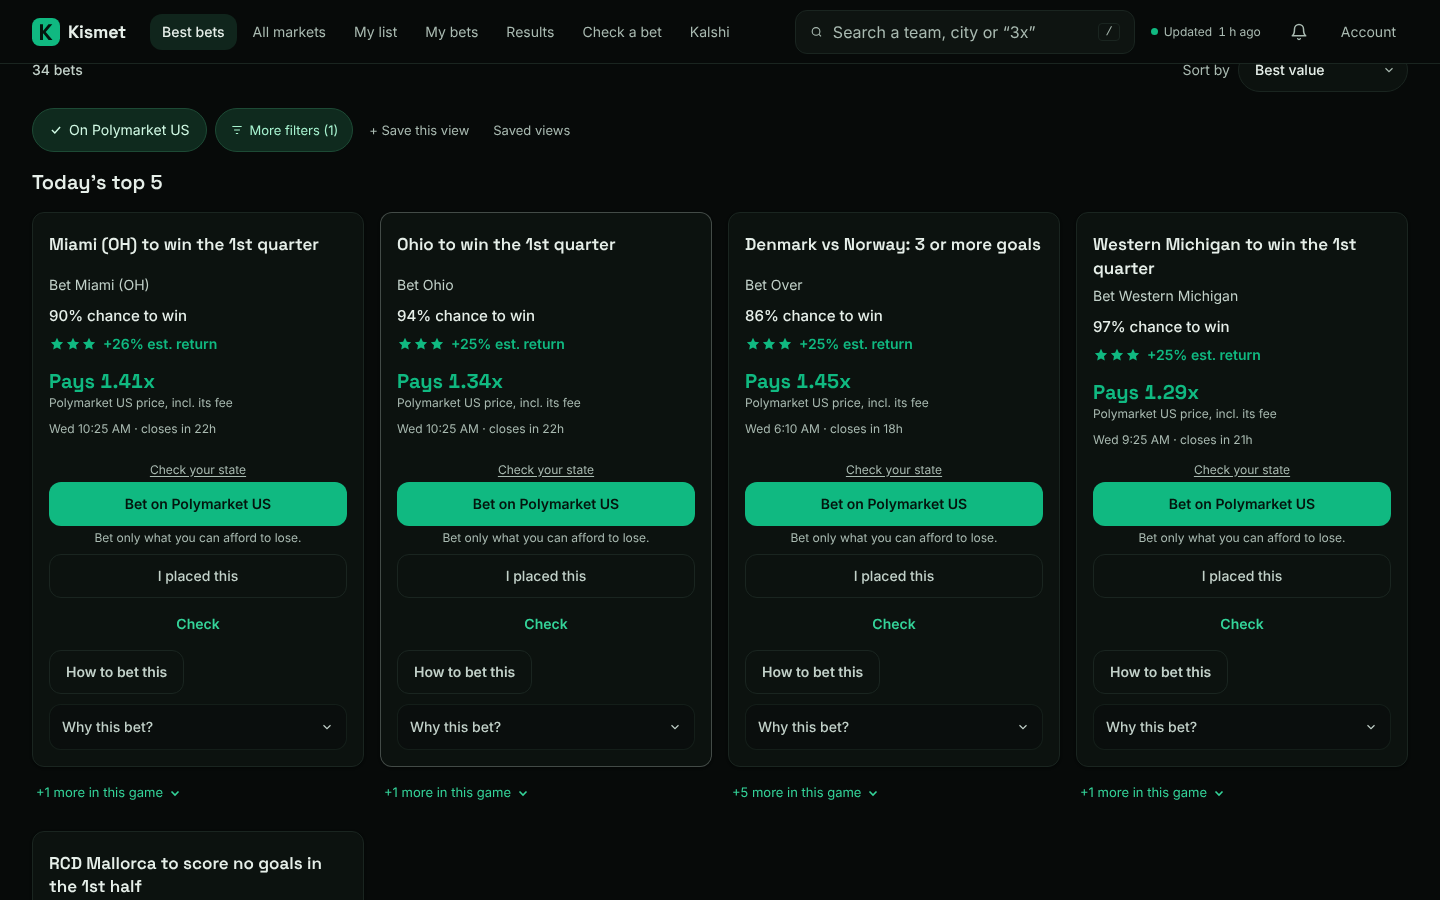 K Kismet
Best bets
All markets
My list
My bets
Results
Check a bet
Kalshi
Search a team, city or “3x”
/
Updated 1 h ago
Account
34 bets
Sort by
Best value
On Polymarket US
More filters (1)
+ Save this view
Saved views
Today's top 5
Miami (OH) to win the 1st quarter
Bet Miami (OH)
90% chance to win
★★★ +26% est. return
Pays 1.41x
Polymarket US price, incl. its fee
Wed 10:25 AM · closes in 22h
Check your state
Bet on Polymarket US
Bet only what you can afford to lose.
I placed this
Check
How to bet this
Why this bet?
+1 more in this game
Ohio to win the 1st quarter
Bet Ohio
94% chance to win
★★★ +25% est. return
Pays 1.34x
Polymarket US price, incl. its fee
Wed 10:25 AM · closes in 22h
Check your state
Bet on Polymarket US
Bet only what you can afford to lose.
I placed this
Check
How to bet this
Why this bet?
+1 more in this game
Denmark vs Norway: 3 or more goals
Bet Over
86% chance to win
★★★ +25% est. return
Pays 1.45x
Polymarket US price, incl. its fee
Wed 6:10 AM · closes in 18h
Check your state
Bet on Polymarket US
Bet only what you can afford to lose.
I placed this
Check
How to bet this
Why this bet?
+5 more in this game
Western Michigan to win the 1st
quarter
Bet Western Michigan
97% chance to win
★★★ +25% est. return
Pays 1.29x
Polymarket US price, incl. its fee
Wed 9:25 AM · closes in 21h
Check your state
Bet on Polymarket US
Bet only what you can afford to lose.
I placed this
Check
How to bet this
Why this bet?
+1 more in this game
RCD Mallorca to score no goals in
the 1st half